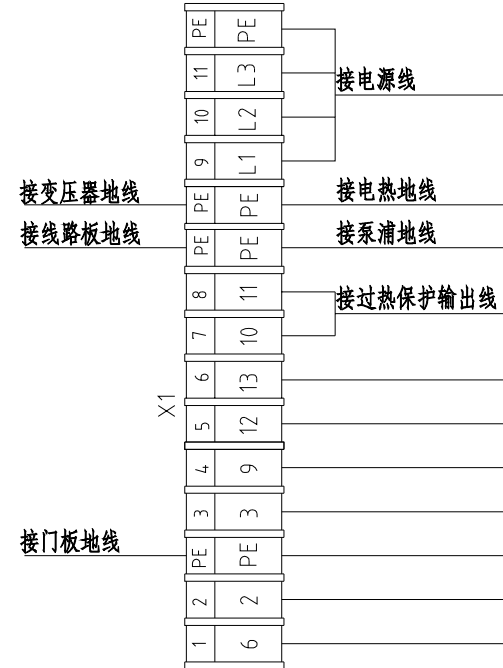 PE PE
11 L3
接电源线
10 L2
9 L1
接变压器地线 PE PE 接电热地线
接线路板地线 PE PE 接泵浦地线
8 11
接过热保护输出线
7 10
6 13
X1
5 12
4 9
3 3
接门板地线 PE PE
2 2
1 6